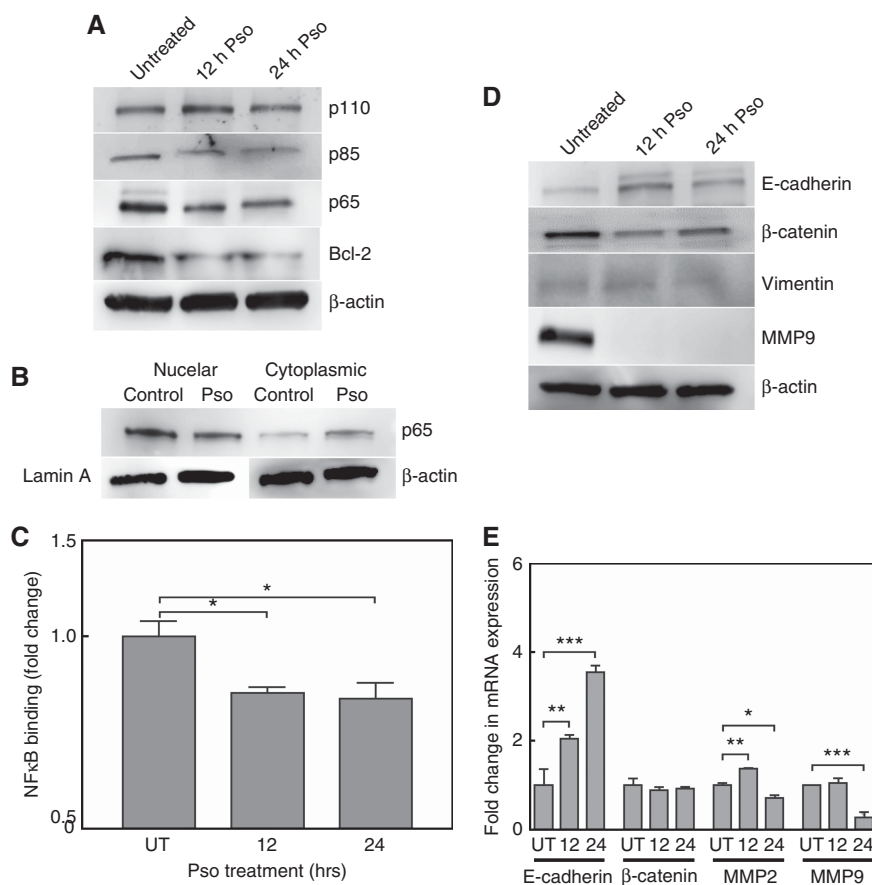 A
Untreated 12 h Pso 24 h Pso
p110
p85
p65
Bcl-2
β-actin
B
Nucelar Cytoplasmic
Control Pso Control Pso
p65
Lamin A β-actin
C
NFκB binding (fold change)
1.5
*
*
1.0
0.5
0
UT 12 24
Pso treatment (hrs)
D
Untreated 12 h Pso 24 h Pso
E-cadherin
β-catenin
Vimentin
MMP9
β-actin
E
Fold change in mRNA expression
6
4
***
**
2
*
**
***
0
UT 12 24 UT 12 24 UT 12 24 UT 12 24
E-cadherin β-catenin MMP2 MMP9